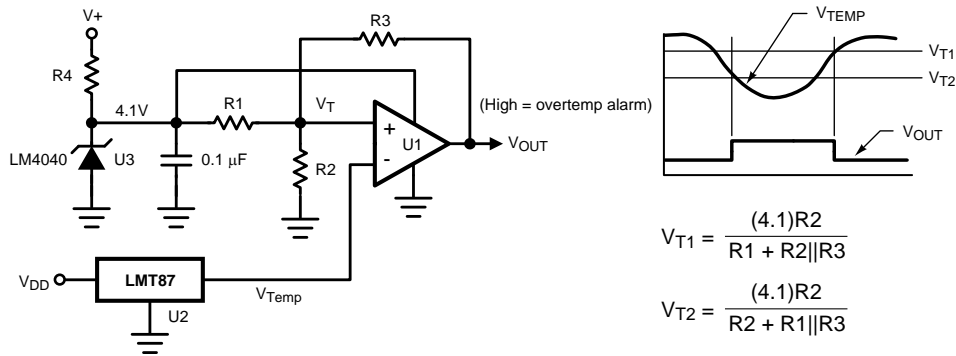 V+
R3
R4
4.1V
R1
VT
(High = overtemp alarm)
LM4040
U3
0.1 µF
R2
+
-
U1
VOUT
VDD
LMT87
VTemp
U2
VTEMP
VT1
VT2
VOUT
VT1 = (4.1)R2
R1 + R2||R3
VT2 = (4.1)R2
R2 + R1||R3